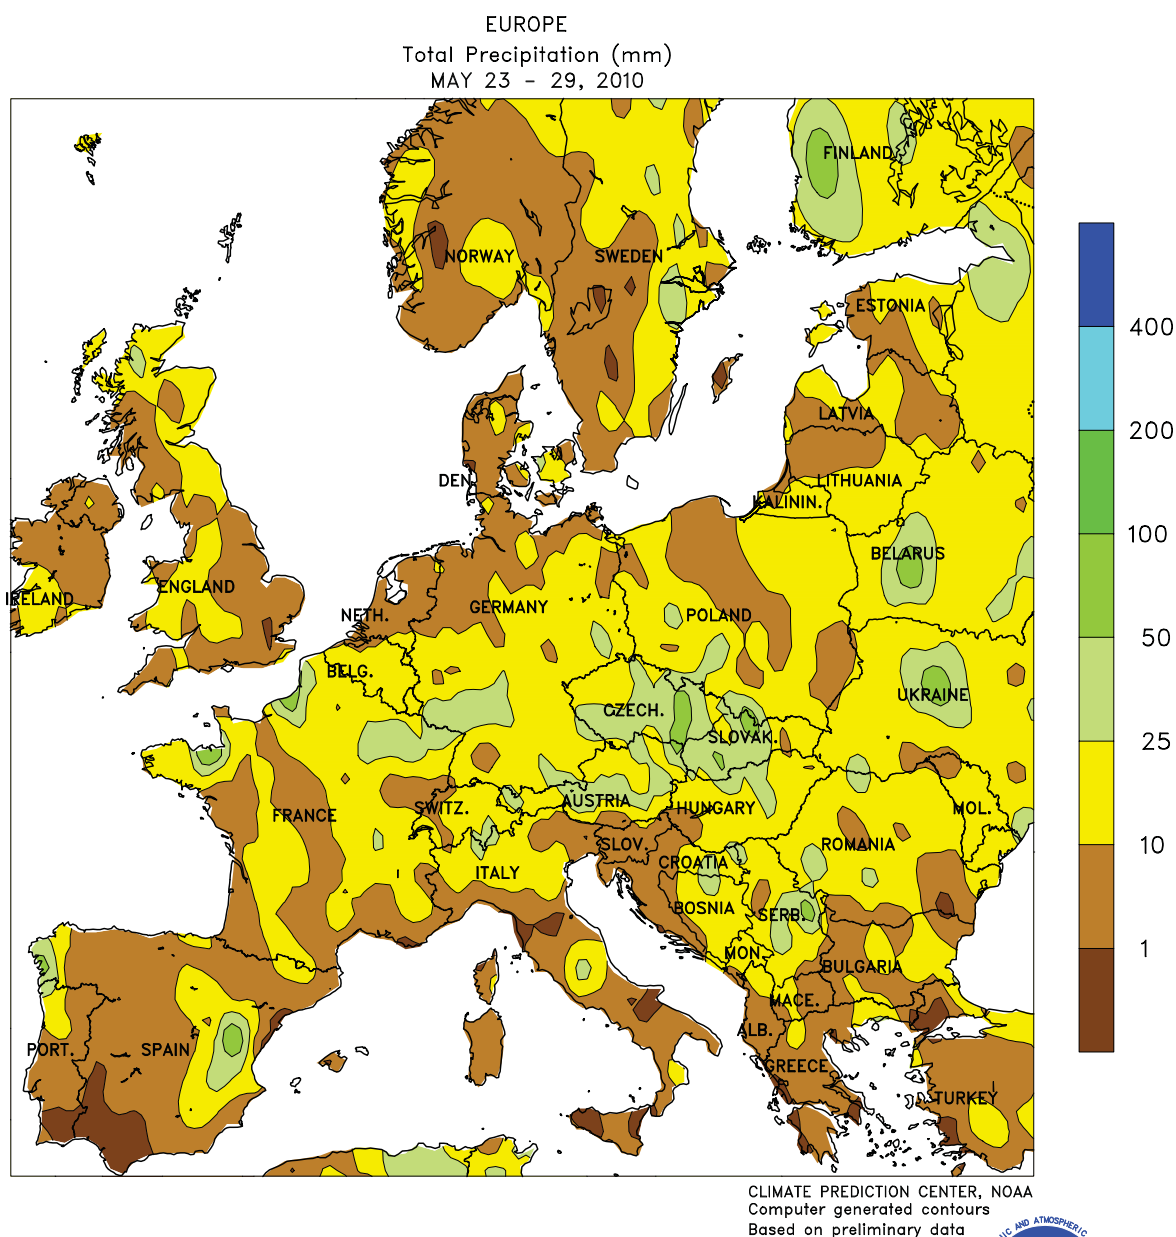 EUROPE
Total Precipitation (mm)
MAY 23 - 29, 2010
FINLAND
NORWAY
SWEDEN
ESTONIA
400
LATVIA
200
DEN.
LITHUANIA
KALININ.
100
BELARUS
ENGLAND
IRELAND
NETH.
GERMANY
POLAND
50
BELG.
UKRAINE
CZECH.
SLOVAK.
25
FRANCE
SWITZ.
AUSTRIA
HUNGARY
MOL.
SLOV.
ROMANIA
10
CROATIA
ITALY
BOSNIA
SERB.
MON.
1
BULGARIA
MACE.
ALB.
PORT.
SPAIN
GREECE
TURKEY
CLIMATE PREDICTION CENTER, NOAA
Computer generated contours
Based on preliminary data
AND ATMOSPHERIC